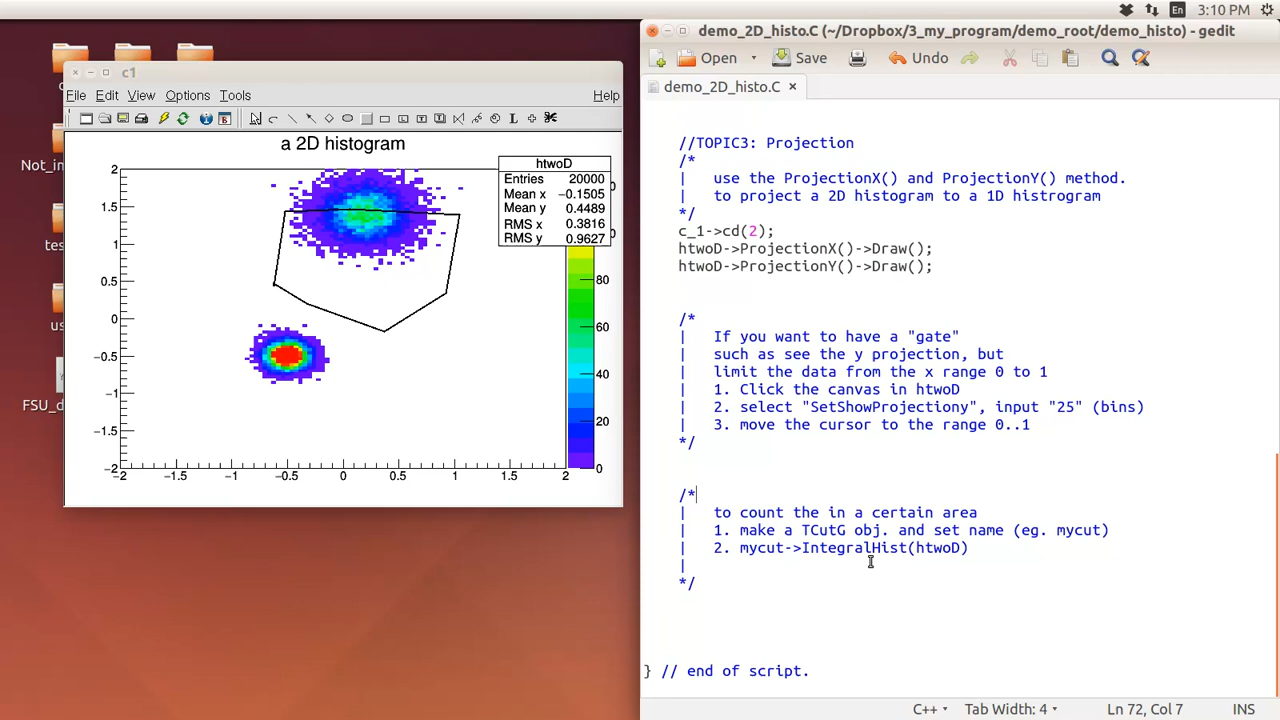 En
3:10 PM
demo_2D_histo.C (~/Dropbox/3_my_program/demo_root/demo_histo) - gedit
Open
Save
Undo
demo_2D_histo.C ×
c1
File Edit View Options Tools Help
a 2D histogram
htwoD
Entries 20000
Mean x −0.1505
Mean y 0.4489
RMS x 0.3816
RMS y 0.9627
2
1.5
1
0.5
0
−0.5
−1
−1.5
−2
−2 −1.5 −1 −0.5 0 0.5 1 1.5 2
80
60
40
20
0
Not_in
tes
us
FSU_d
//TOPIC3: Projection
/*
| use the ProjectionX() and ProjectionY() method.
| to project a 2D histogram to a 1D histrogram
*/
c_1->cd(2);
htwoD->ProjectionX()->Draw();
htwoD->ProjectionY()->Draw();
/*
| If you want to have a "gate"
| such as see the y projection, but
| limit the data from the x range 0 to 1
| 1. Click the canvas in htwoD
| 2. select "SetShowProjectiony", input "25" (bins)
| 3. move the cursor to the range 0..1
*/
/*
| to count the in a certain area
| 1. make a TCutG obj. and set name (eg. mycut)
| 2. mycut->IntegralHist(htwoD)
|
*/
} // end of script.
C++ Tab Width: 4 Ln 72, Col 7 INS